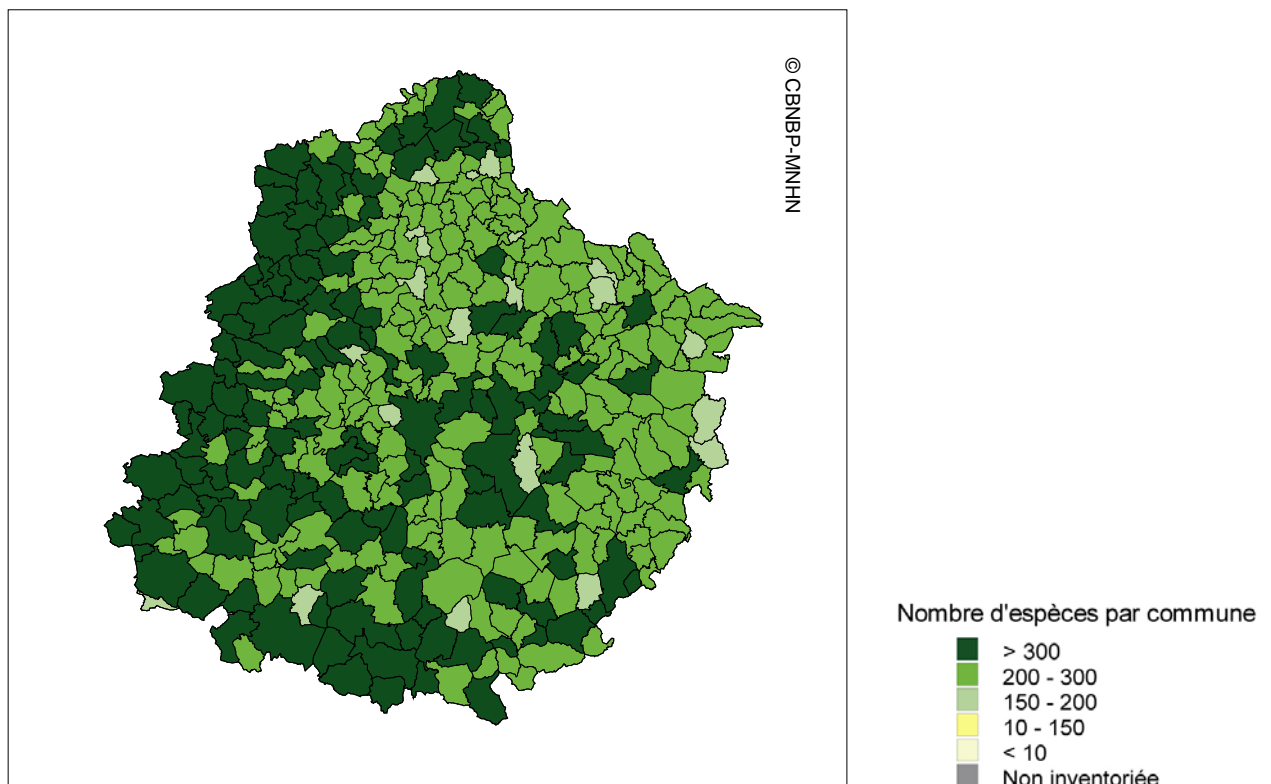 © CBNBP-MNHN
Nombre d'espèces par commune
> 300
200 - 300
150 - 200
10 - 150
< 10
Non inventoriée